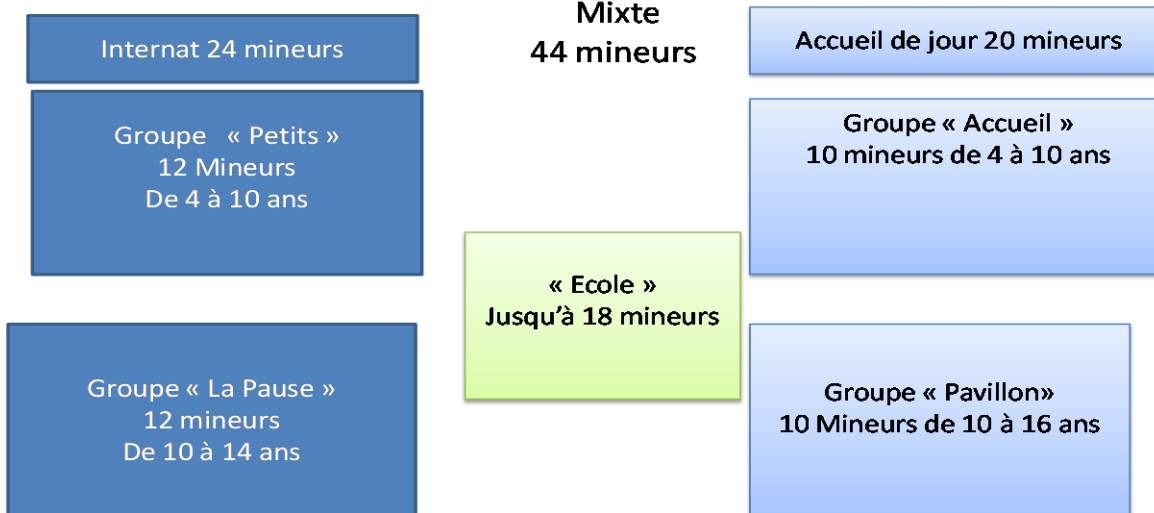 Mixte
44 mineurs
Internat 24 mineurs
Accueil de jour 20 mineurs
Groupe « Petits »
12 Mineurs
De 4 à 10 ans
Groupe « Accueil »
10 mineurs de 4 à 10 ans
« Ecole »
Jusqu'à 18 mineurs
Groupe « La Pause »
12 mineurs
De 10 à 14 ans
Groupe « Pavillon»
10 Mineurs de 10 à 16 ans